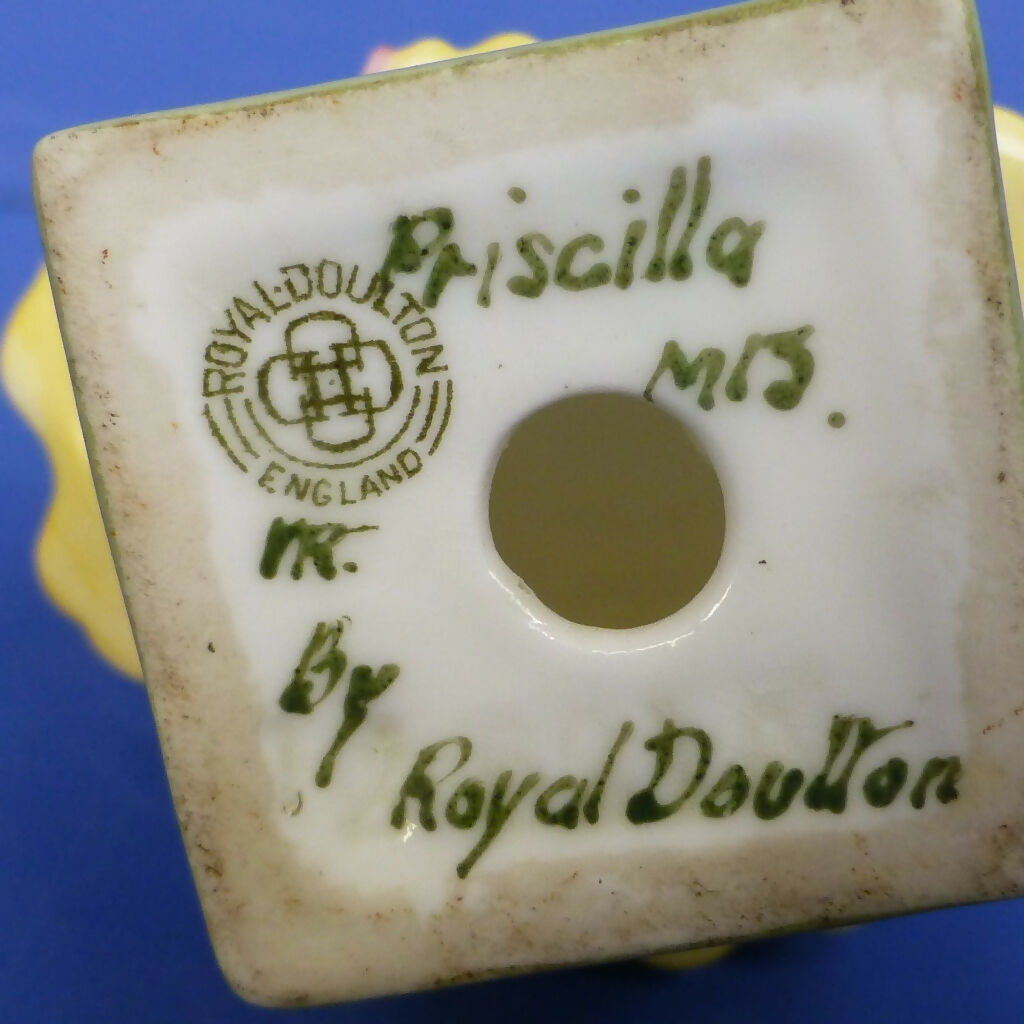 Priscilla
M13.
ROYAL·DOULTON
ENGLAND
By
Royal Doulton